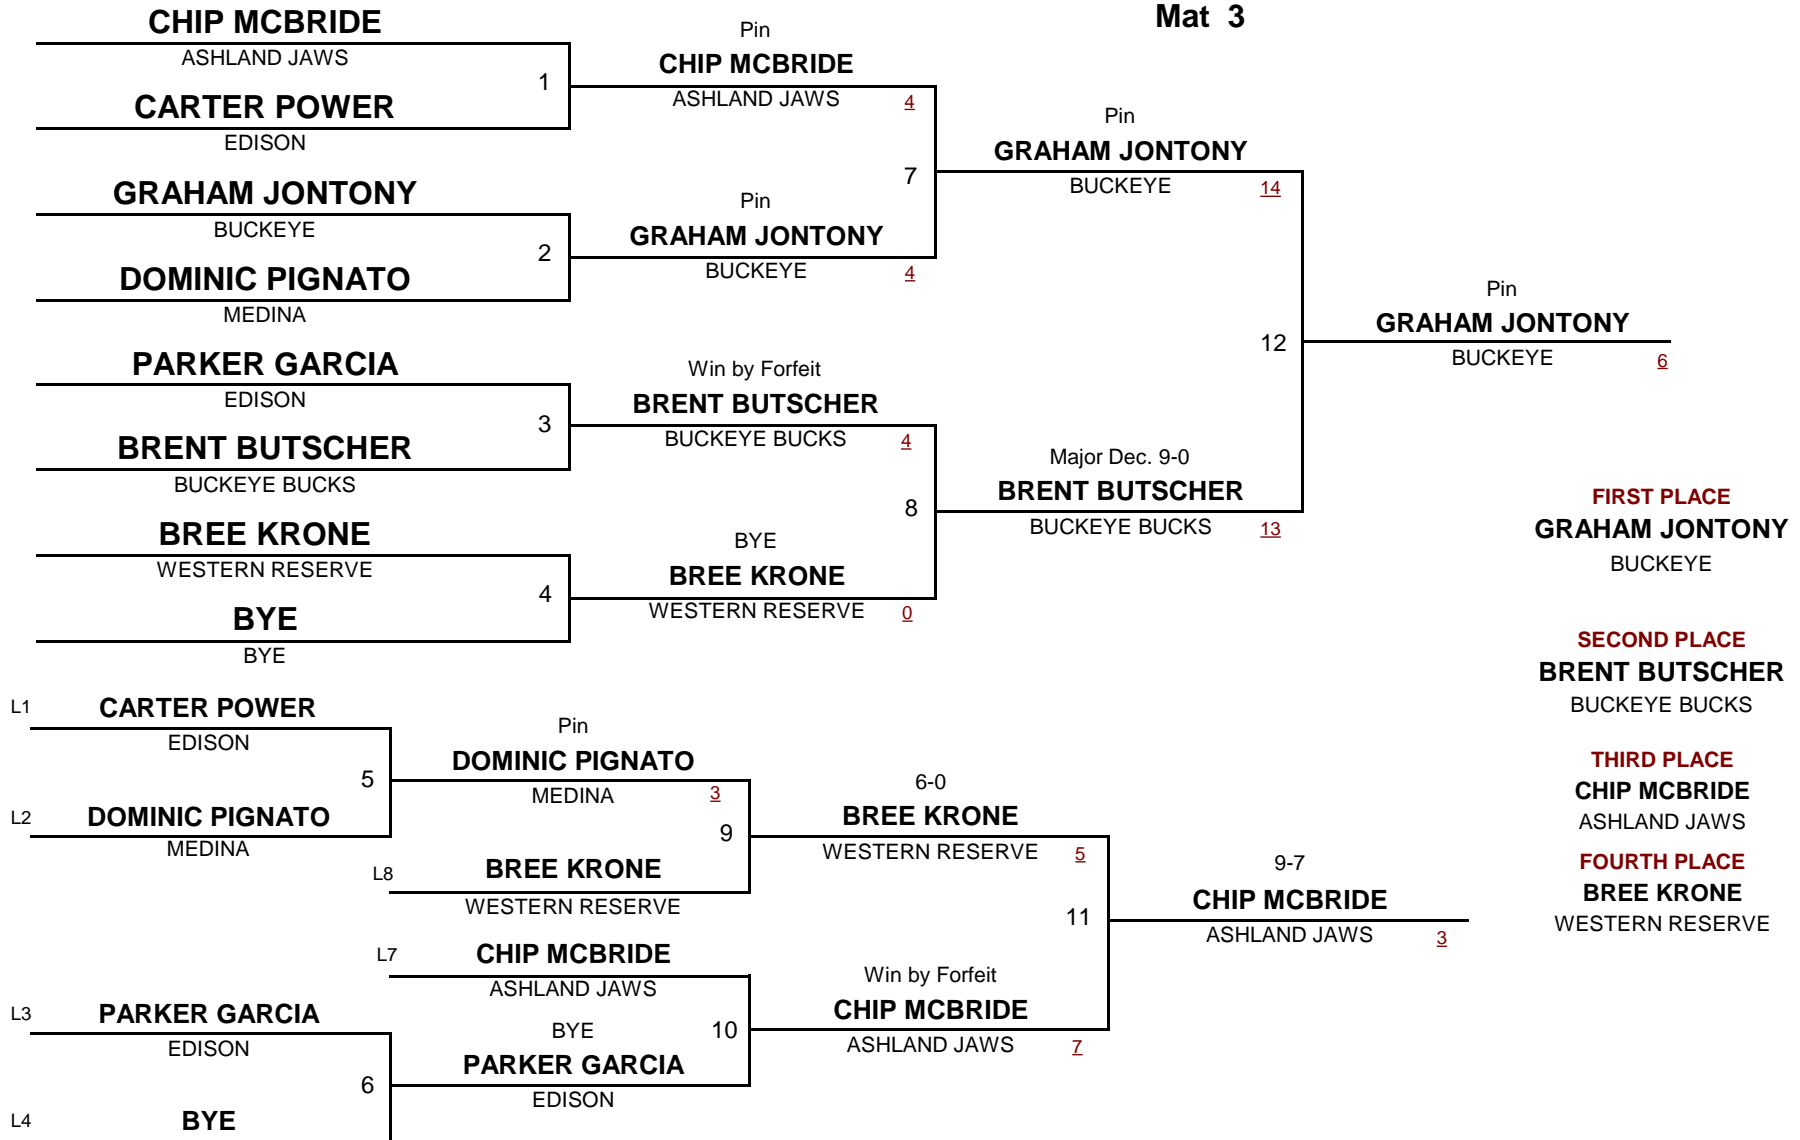 Mat 3
CHIP MCBRIDE
ASHLAND JAWS
1
CARTER POWER
EDISON
GRAHAM JONTONY
BUCKEYE
2
DOMINIC PIGNATO
MEDINA
PARKER GARCIA
EDISON
3
BRENT BUTSCHER
BUCKEYE BUCKS
BREE KRONE
WESTERN RESERVE
4
BYE
BYE
Pin
CHIP MCBRIDE
ASHLAND JAWS 4
7
Pin
GRAHAM JONTONY
BUCKEYE 4
Win by Forfeit
BRENT BUTSCHER
BUCKEYE BUCKS 4
8
BYE
BREE KRONE
WESTERN RESERVE 0
Pin
GRAHAM JONTONY
BUCKEYE 14
12
Major Dec. 9-0
BRENT BUTSCHER
BUCKEYE BUCKS 13
Pin
GRAHAM JONTONY
BUCKEYE 6
FIRST PLACE
GRAHAM JONTONY
BUCKEYE
SECOND PLACE
BRENT BUTSCHER
BUCKEYE BUCKS
THIRD PLACE
CHIP MCBRIDE
ASHLAND JAWS
FOURTH PLACE
BREE KRONE
WESTERN RESERVE
L1 CARTER POWER
EDISON
5
L2 DOMINIC PIGNATO
MEDINA
L3 PARKER GARCIA
EDISON
6
L4 BYE
Pin
DOMINIC PIGNATO
MEDINA 3
9
L8 BREE KRONE
WESTERN RESERVE
L7 CHIP MCBRIDE
ASHLAND JAWS
10
BYE
PARKER GARCIA
EDISON
6-0
BREE KRONE
WESTERN RESERVE 5
11
Win by Forfeit
CHIP MCBRIDE
ASHLAND JAWS 7
9-7
CHIP MCBRIDE
ASHLAND JAWS 3